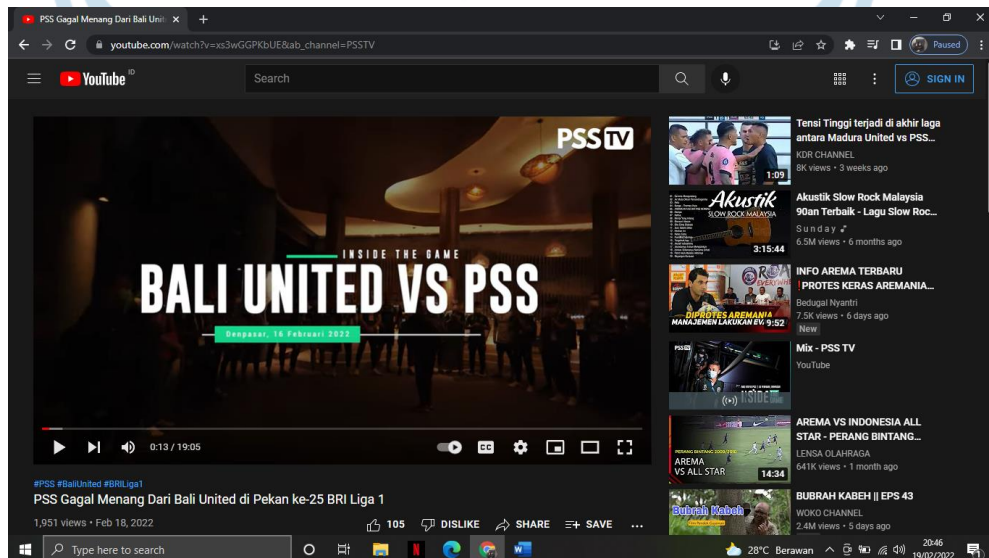 PSS Gagal Menang Dari Bali Unit
youtube.com/watch?v=xs3wGGPKbUE&ab_channel=PSSTV
Paused
YouTube ID
Search
SIGN IN
PSS TV
INSIDE THE GAME
BALI UNITED VS PSS
Denpasar, 16 Februari 2022
0:13 / 19:05
CC
#PSS #BaliUnited #BRILiga1
PSS Gagal Menang Dari Bali United di Pekan ke-25 BRI Liga 1
1,951 views • Feb 18, 2022
105
DISLIKE
SHARE
SAVE
Tensi Tinggi terjadi di akhir laga
antara Madura United vs PSS...
KDR CHANNEL
8K views • 3 weeks ago
1:09
Akustik
SLOW ROCK MALAYSIA
3:15:44
Akustik Slow Rock Malaysia
90an Terbaik - Lagu Slow Roc...
Sunday
6.5M views • 6 months ago
DIPROTES AREMANIA
MANAJEMEN LAKUKAN EV
9:52
INFO AREMA TERBARU
PROTES KERAS AREMANIA...
Bedugal Nyantri
7.5K views • 6 days ago
New
Mix - PSS TV
YouTube
AREMA
VS ALL STAR
14:34
AREMA VS INDONESIA ALL
STAR - PERANG BINTANG...
LENSA OLAHRAGA
641K views • 1 month ago
Bubrah Kabeh
BUBRAH KABEH || EPS 43
WOKO CHANNEL
2.4M views • 5 days ago
Type here to search
28°C Berawan
20:46
19/02/2022